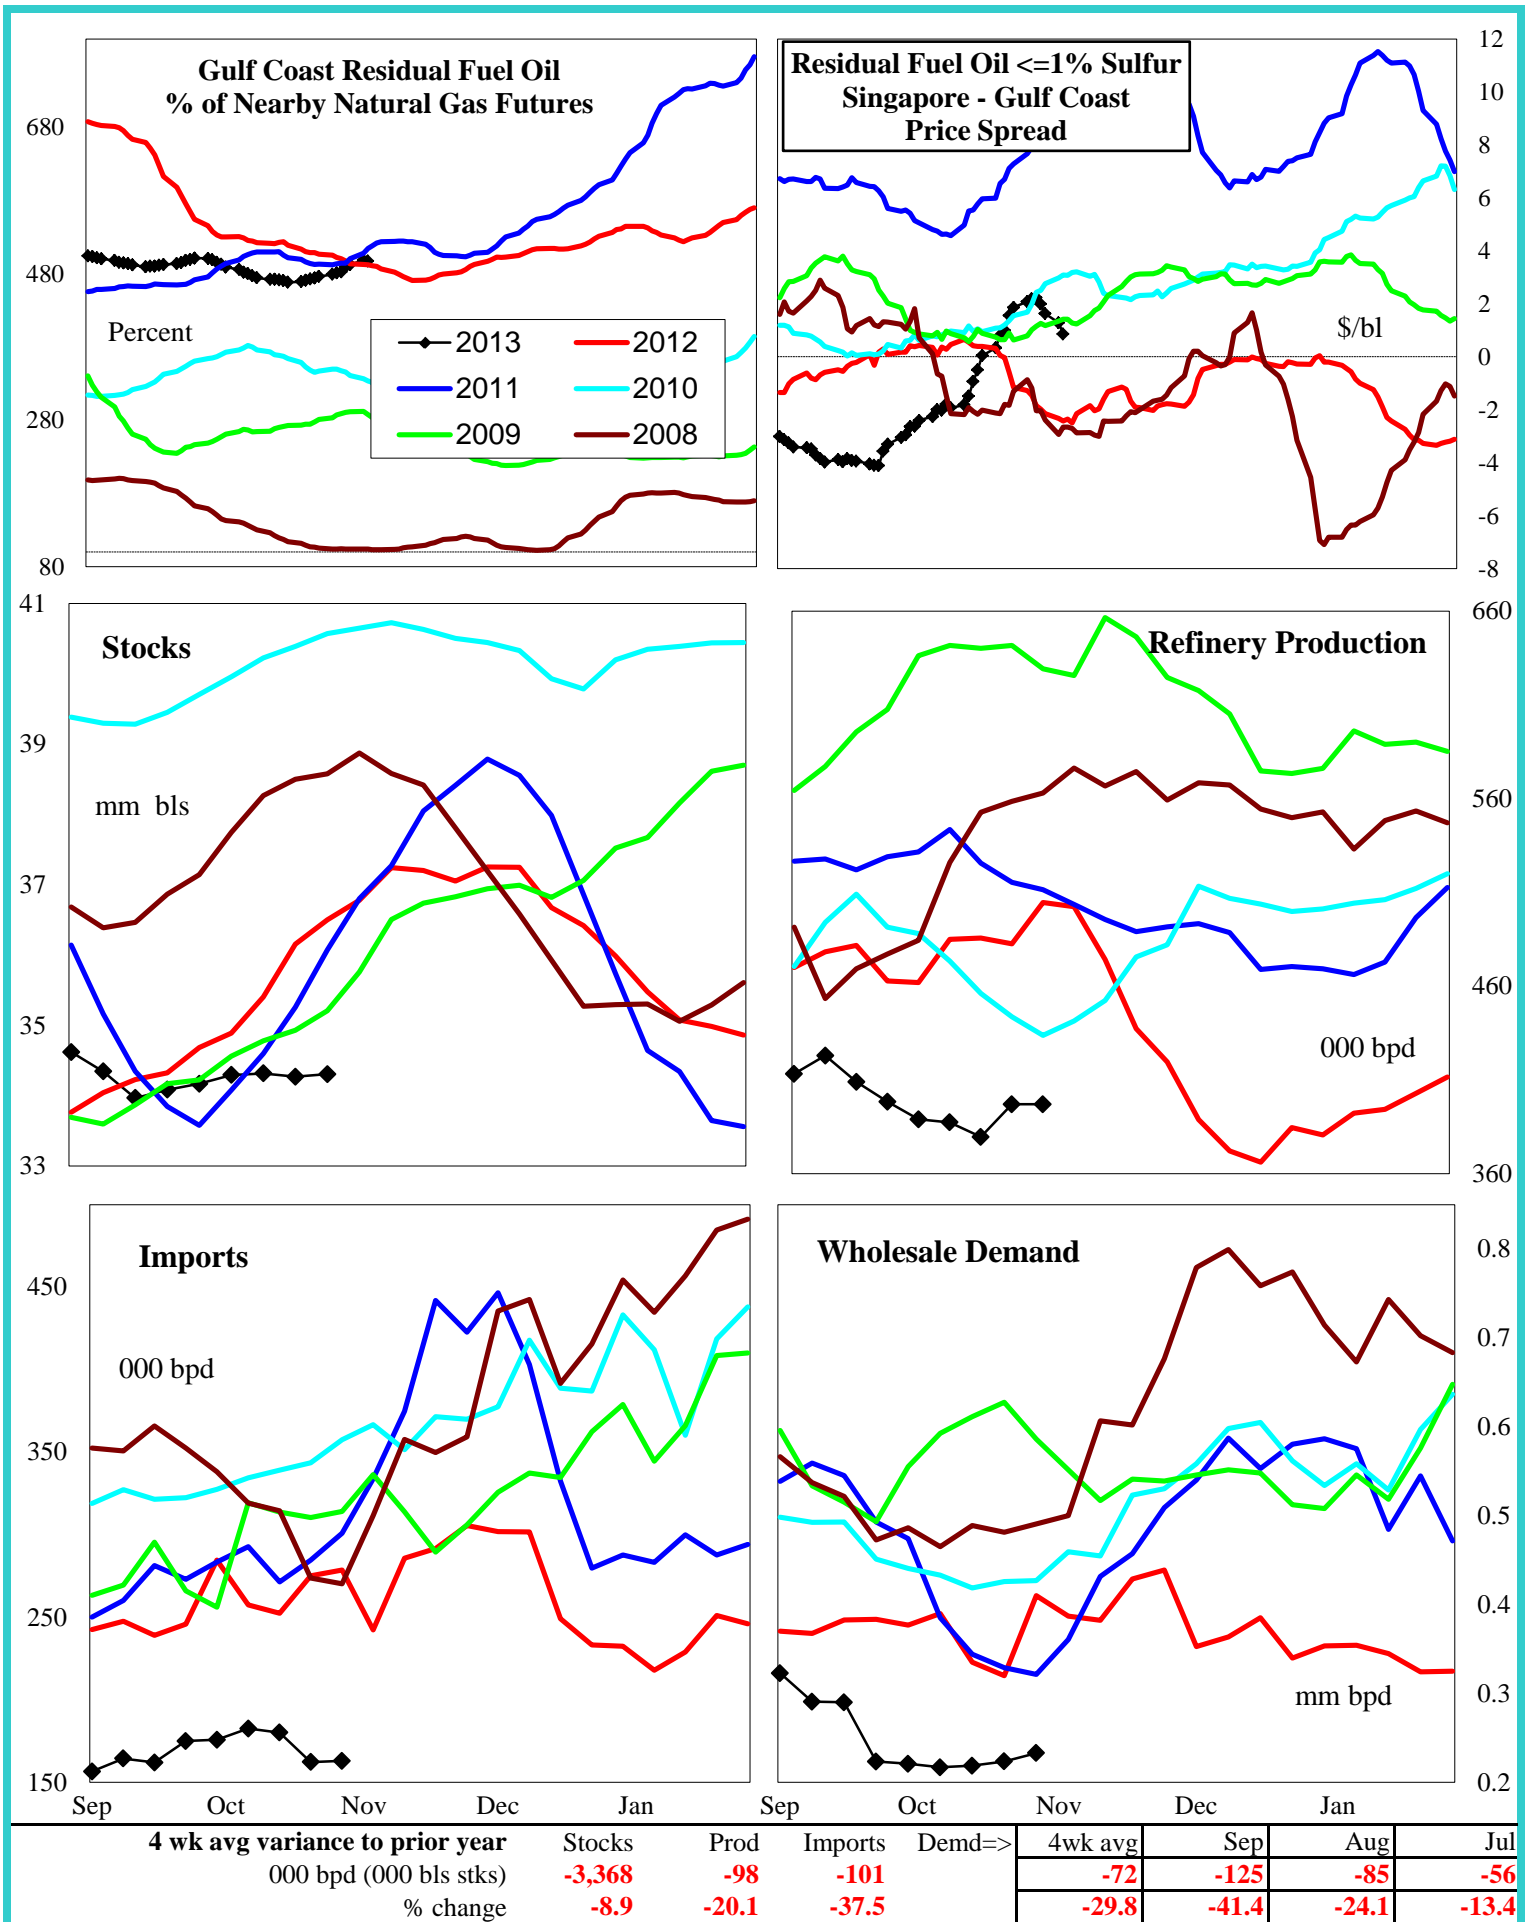 Gulf Coast Residual Fuel Oil
% of Nearby Natural Gas Futures
680
480
280
80
Percent
2013
2012
2011
2010
2009
2008
Residual Fuel Oil <=1% Sulfur
Singapore - Gulf Coast
Price Spread
12
10
8
6
4
2
0
-2
-4
-6
-8
$/bl
Stocks
mm bls
41
39
37
35
33
Refinery Production
000 bpd
660
560
460
360
Imports
000 bpd
450
350
250
150
Sep Oct Nov Dec Jan
Wholesale Demand
mm bpd
0.8
0.7
0.6
0.5
0.4
0.3
0.2
Sep Oct Nov Dec Jan
4 wk avg variance to prior year Stocks Prod Imports Demd=> 4wk avg Sep Aug Jul
000 bpd (000 bls stks) -3,368 -98 -101 -72 -125 -85 -56
% change -8.9 -20.1 -37.5 -29.8 -41.4 -24.1 -13.4